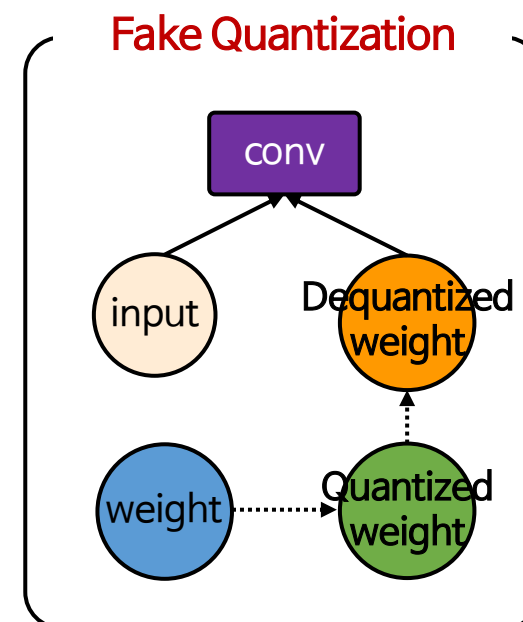 Fake Quantization
conv
input
Dequantized
weight
weight
Quantized
weight